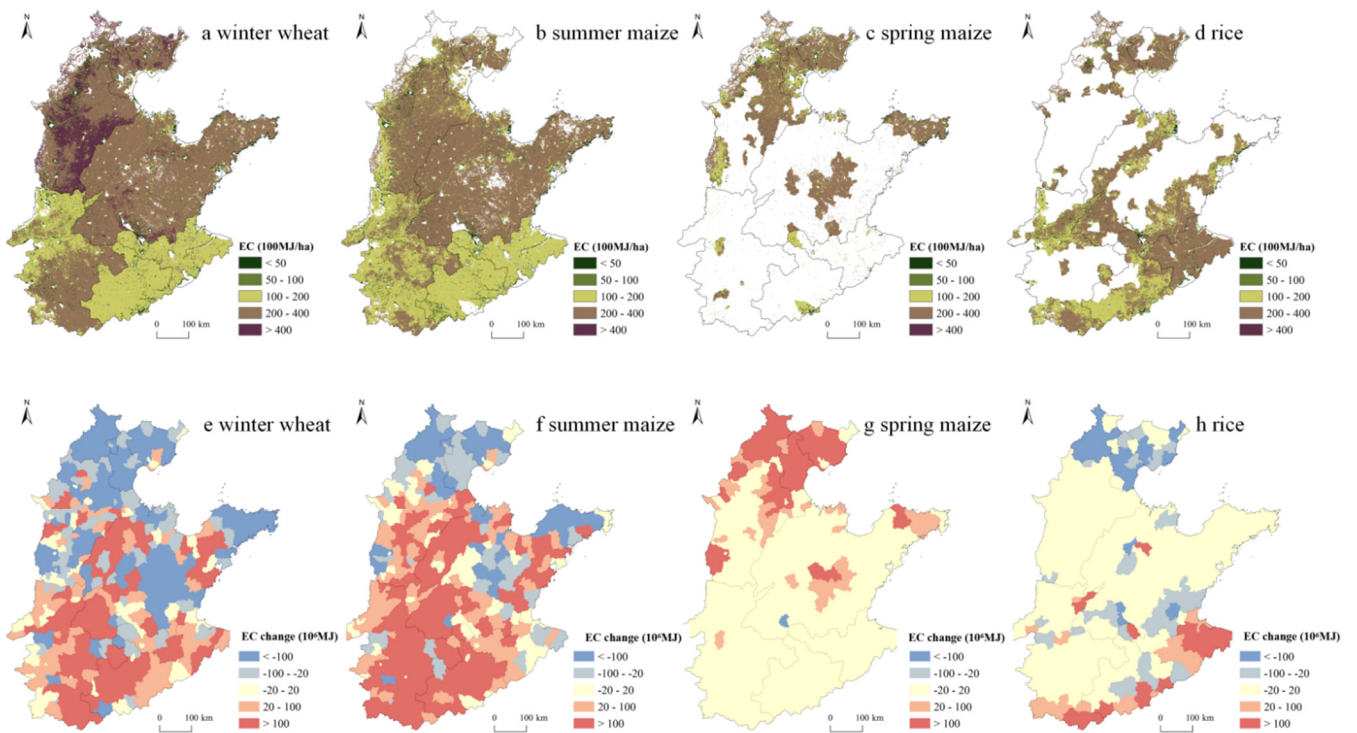 N
a winter wheat
EC (100MJ/ha)
< 50
50 - 100
100 - 200
200 - 400
> 400
0 100 km
N
b summer maize
EC (100MJ/ha)
< 50
50 - 100
100 - 200
200 - 400
> 400
0 100 km
N
c spring maize
EC (100MJ/ha)
< 50
50 - 100
100 - 200
200 - 400
> 400
0 100 km
N
d rice
EC (100MJ/ha)
< 50
50 - 100
100 - 200
200 - 400
> 400
0 100 km
N
e winter wheat
EC change (10⁶MJ)
< -100
-100 - -20
-20 - 20
20 - 100
> 100
0 100 km
N
f summer maize
EC change (10⁶MJ)
< -100
-100 - -20
-20 - 20
20 - 100
> 100
0 100 km
N
g spring maize
EC change (10⁶MJ)
< -100
-100 - -20
-20 - 20
20 - 100
> 100
0 100 km
N
h rice
EC change (10⁶MJ)
< -100
-100 - -20
-20 - 20
20 - 100
> 100
0 100 km